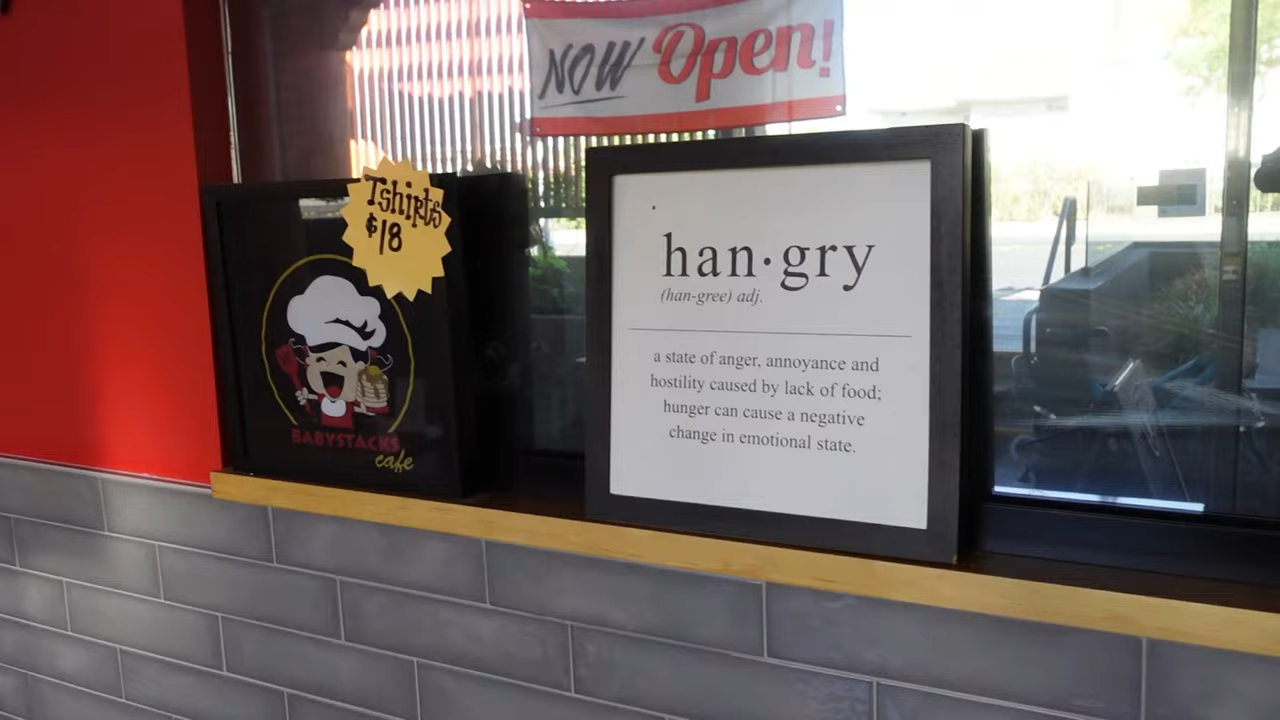 NOW Open!
Tshirts
$18
BABYSTACKS
cafe
han·gry
(han-gree) adj.
a state of anger, annoyance and
hostility caused by lack of food;
hunger can cause a negative
change in emotional state.